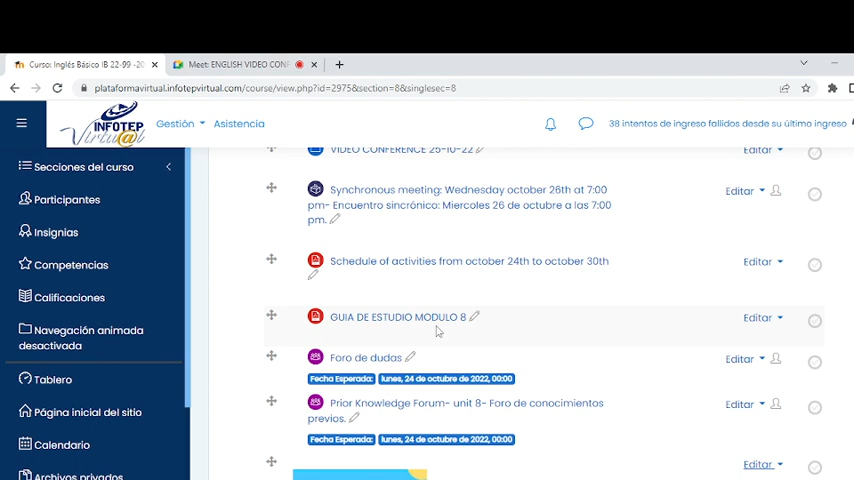 Curso: Inglés Básico IB 22-99 -20
Meet: ENGLISH VIDEO CONF
plataformavirtual.infotepvirtual.com/course/view.php?id=2975&section=8&singlesec=8
INFOTEP
Virtu@l
Gestión
Asistencia
38 intentos de ingreso fallidos desde su último ingreso
Secciones del curso
Participantes
Insignias
Competencias
Calificaciones
Navegación animada
desactivada
Tablero
Página inicial del sitio
Calendario
Archivos privados
VIDEO CONFERENCE 25-10-22
Editar
Synchronous meeting: Wednesday october 26th at 7:00
pm- Encuentro sincrónico: Miercoles 26 de octubre a las 7:00
pm.
Editar
Schedule of activities from october 24th to october 30th
Editar
GUIA DE ESTUDIO MODULO 8
Editar
Foro de dudas
Editar
Fecha Esperada: lunes, 24 de octubre de 2022, 00:00
Prior Knowledge Forum- unit 8- Foro de conocimientos
previos.
Editar
Fecha Esperada: lunes, 24 de octubre de 2022, 00:00
Editar